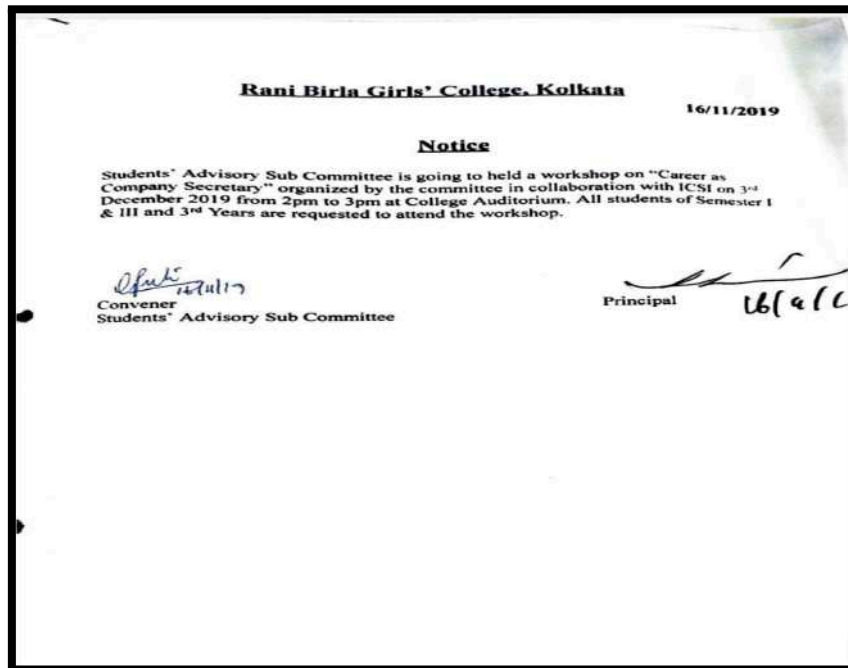 Rani Birla Girls' College, Kolkata
16/11/2019
Notice
Students' Advisory Sub Committee is going to held a workshop on "Career as
Company Secretary" organized by the committee in collaboration with ICSI on 3rd
December 2019 from 2pm to 3pm at College Auditorium. All students of Semester I
& III and 3rd Years are requested to attend the workshop.
16/11/19
Convener
Students' Advisory Sub Committee
Principal